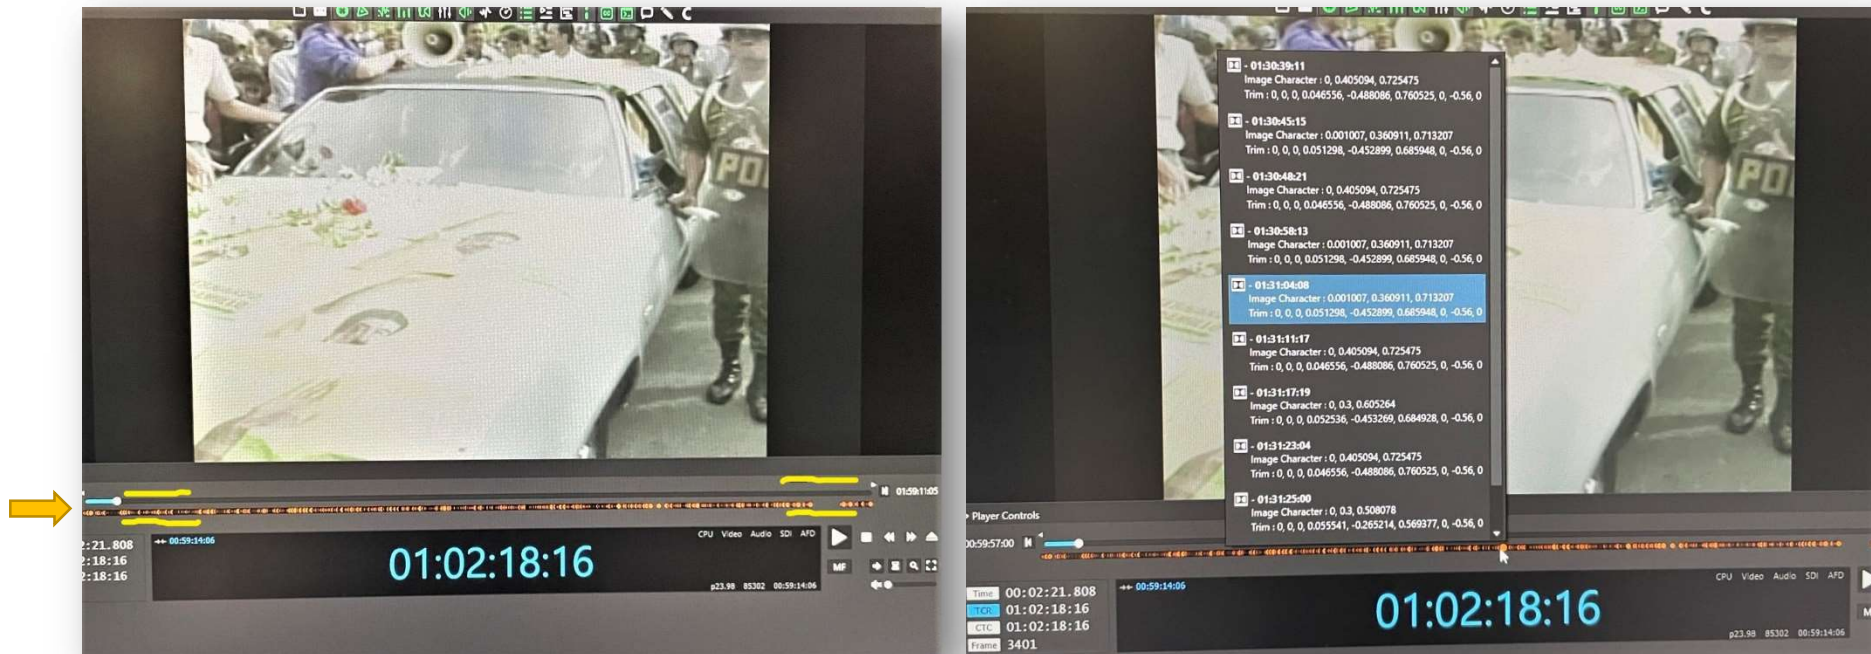 POLI
01:59:11:05
2:21.808
2:18:16
2:18:16
00:59:14:06
01:02:18:16
CPU Video Audio SDI AFD
p23.98 85302 00:59:14:06
MF
- 01:30:39:11
Image Character : 0, 0.405094, 0.725475
Trim : 0, 0, 0, 0.046556, -0.488086, 0.760525, 0, -0.56, 0
- 01:30:45:15
Image Character : 0.001007, 0.360911, 0.713207
Trim : 0, 0, 0, 0.051298, -0.452899, 0.685948, 0, -0.56, 0
- 01:30:48:21
Image Character : 0, 0.405094, 0.725475
Trim : 0, 0, 0, 0.046556, -0.488086, 0.760525, 0, -0.56, 0
- 01:30:58:13
Image Character : 0.001007, 0.360911, 0.713207
Trim : 0, 0, 0, 0.051298, -0.452899, 0.685948, 0, -0.56, 0
- 01:31:04:08
Image Character : 0.001007, 0.360911, 0.713207
Trim : 0, 0, 0, 0.051298, -0.452899, 0.685948, 0, -0.56, 0
- 01:31:11:17
Image Character : 0, 0.405094, 0.725475
Trim : 0, 0, 0, 0.046556, -0.488086, 0.760525, 0, -0.56, 0
- 01:31:17:19
Image Character : 0, 0.3, 0.605264
Trim : 0, 0, 0, 0.052536, -0.453269, 0.684928, 0, -0.56, 0
- 01:31:23:04
Image Character : 0, 0.405094, 0.725475
Trim : 0, 0, 0, 0.046556, -0.488086, 0.760525, 0, -0.56, 0
- 01:31:25:00
Image Character : 0, 0.3, 0.508078
Trim : 0, 0, 0, 0.055541, -0.265214, 0.569377, 0, -0.56, 0
POI
Player Controls
00:59:57:00
Time 00:02:21.808
TCR 01:02:18:16
CTC 01:02:18:16
Frame 3401
00:59:14:06
01:02:18:16
CPU Video Audio SDI AFD
p23.98 85302 00:59:14:06
M